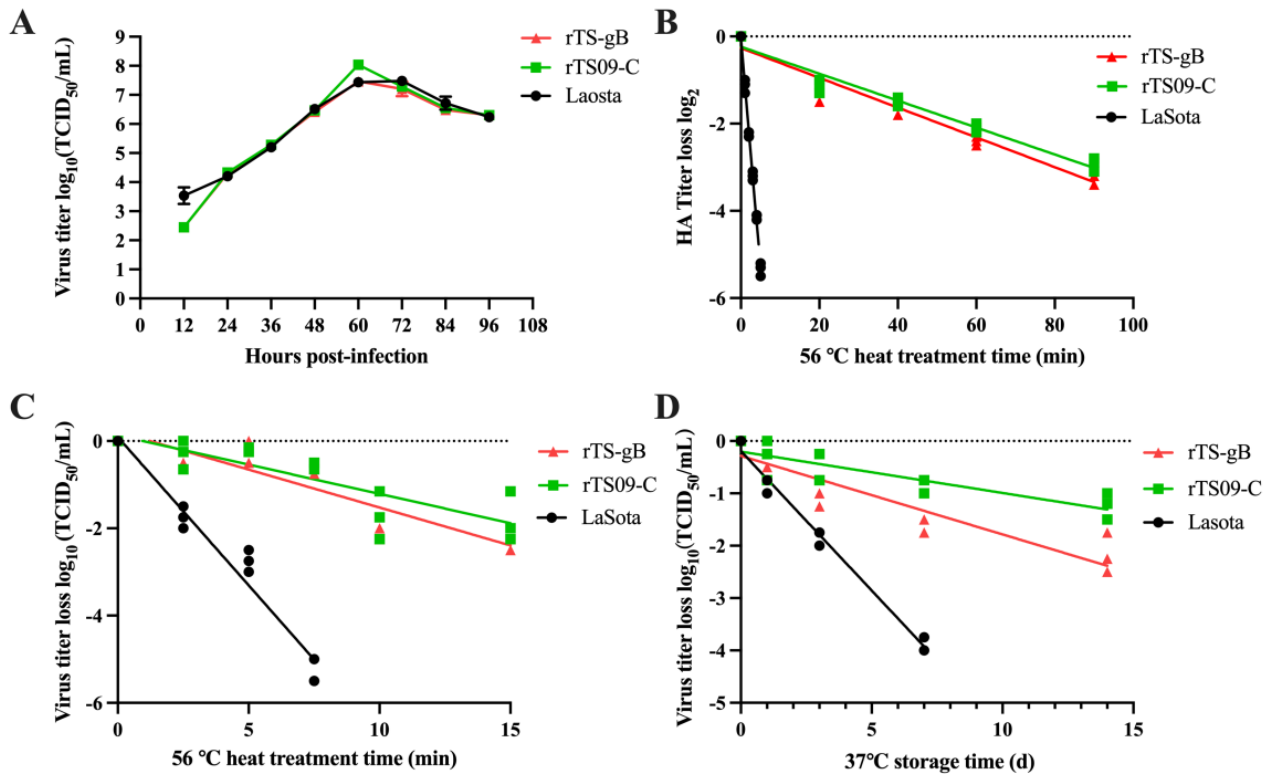 A
Virus titer log10(TCID50/mL)
9
8
7
6
5
4
3
2
1
0
0 12 24 36 48 60 72 84 96 108
Hours post-infection
rTS-gB
rTS09-C
Laosta
B
HA Titer loss log2
0
-2
-4
-6
0 20 40 60 80 100
56 ℃ heat treatment time (min)
rTS-gB
rTS09-C
LaSota
C
Virus titer loss log10 (TCID50/mL)
0
-2
-4
-6
0 5 10 15
56 ℃ heat treatment time (min)
rTS-gB
rTS09-C
LaSota
D
Virus titer loss log10(TCID50/mL)
0
-1
-2
-3
-4
-5
0 5 10 15
37℃ storage time (d)
rTS-gB
rTS09-C
Lasota